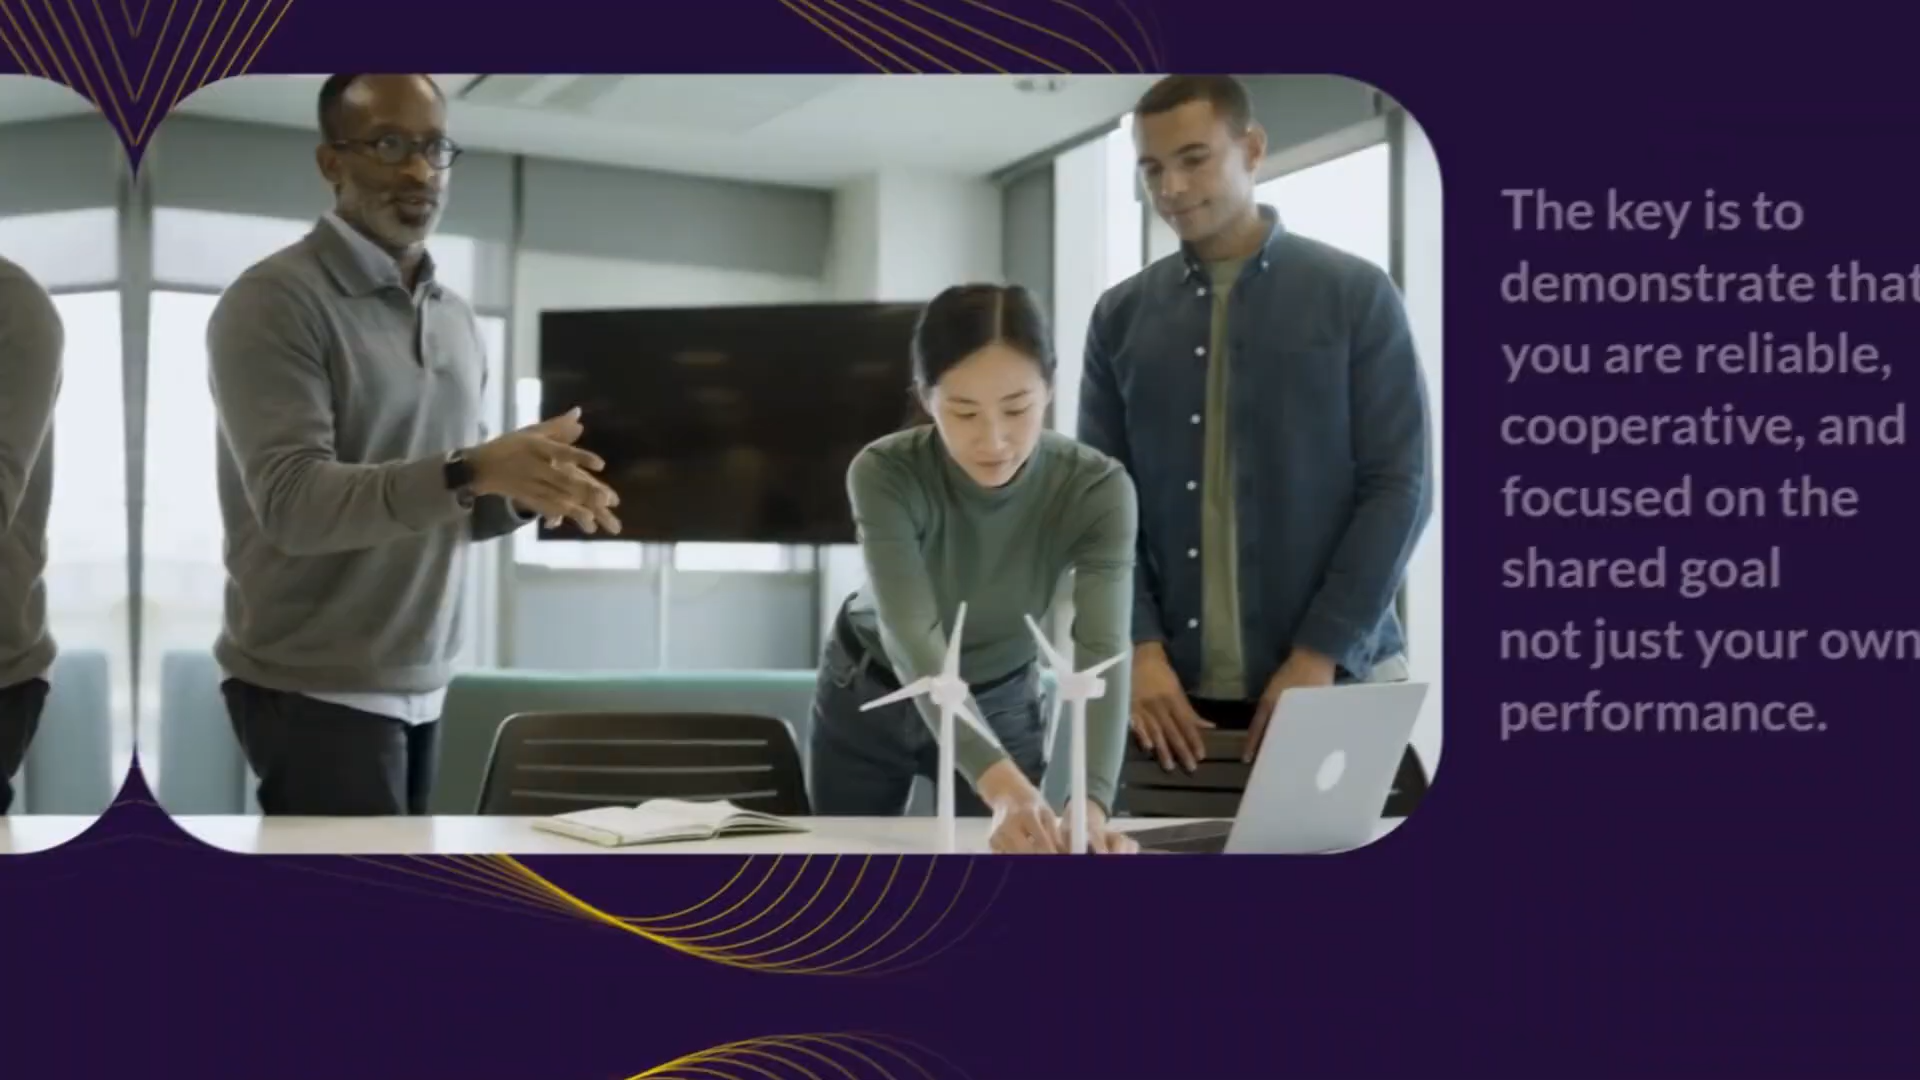 The key is to
demonstrate that
you are reliable,
cooperative, and
focused on the
shared goal
not just your own
performance.